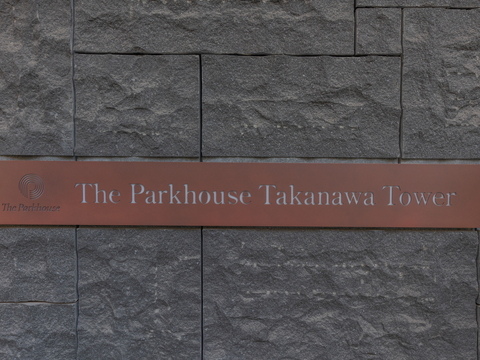 The Parkhouse Takanawa Tower
The Parkhouse